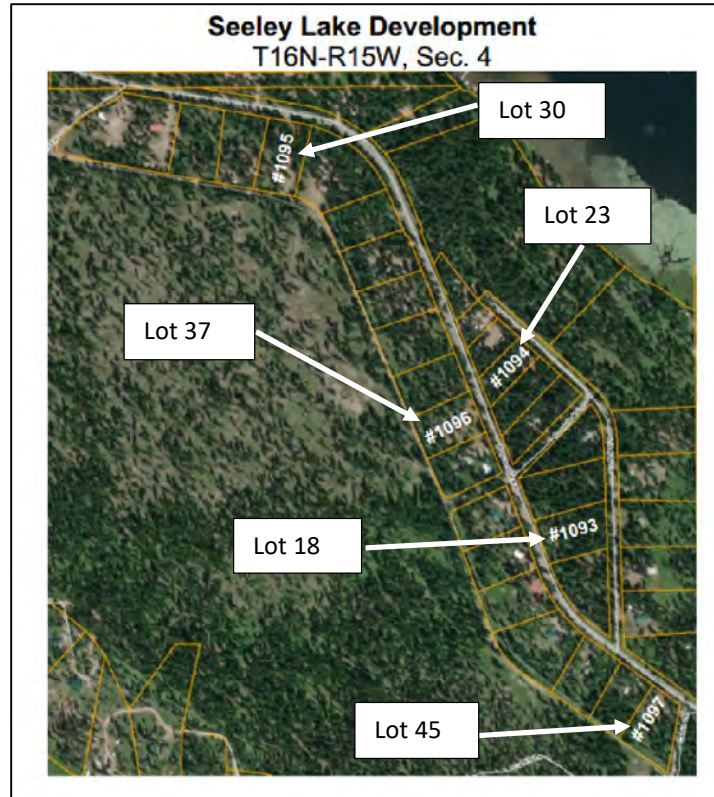 Seeley Lake Development
T16N-R15W, Sec. 4
Lot 30
#1095
Lot 23
Lot 37
#1094
#1096
Lot 18
#1093
Lot 45
#1097